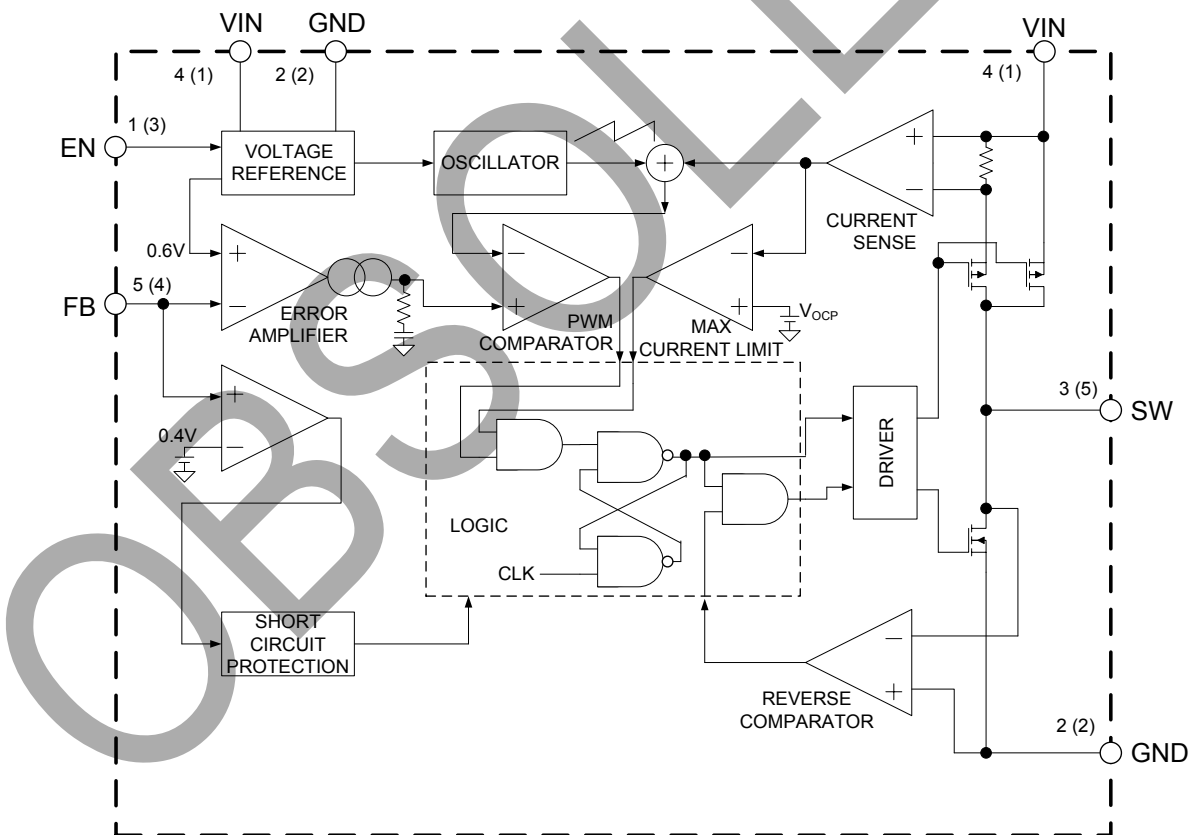 VIN
GND
VIN
4 (1)
2 (2)
4 (1)
1 (3)
EN
VOLTAGE
REFERENCE
OSCILLATOR
+
+
−
CURRENT
SENSE
0.6V
+
−
ERROR
AMPLIFIER
5 (4)
FB
−
+
PWM
COMPARATOR
−
+
MAX
CURRENT LIMIT
VOCP
+
−
0.4V
3 (5)
SW
DRIVER
LOGIC
CLK
SHORT
CIRCUIT
PROTECTION
−
+
REVERSE
COMPARATOR
2 (2)
GND